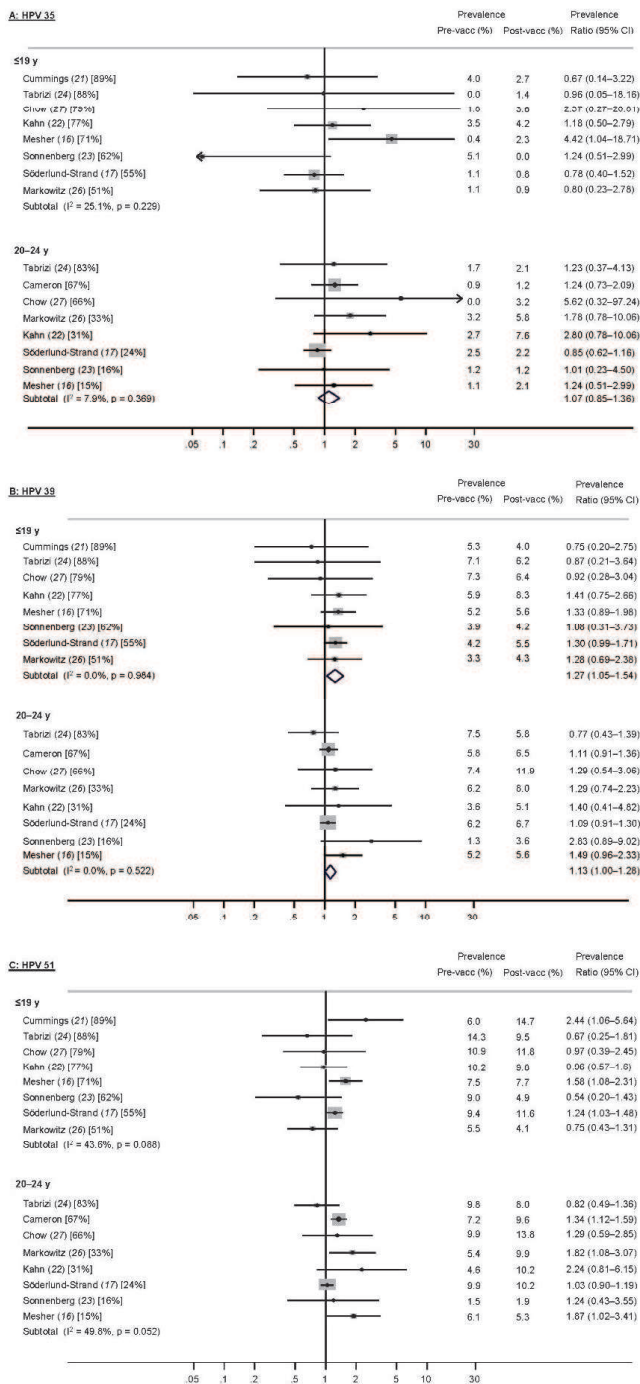 A: HPV 35
Prevalence Prevalence
Pre-vacc (%) Post-vacc (%) Ratio (95% CI)
≤19 y
Cummings (21) [89%] 4.0 2.7 0.67 (0.14–3.22)
Tabrizi (24) [88%] 0.0 1.4 0.96 (0.05–18.16)
Chow (27) [79%]
Kahn (22) [77%] 3.5 4.2 1.18 (0.50–2.79)
Mesher (16) [71%] 0.4 2.3 4.42 (1.04–18.71)
Sonnenberg (23) [62%] 5.1 0.0 1.24 (0.51–2.99)
Söderlund-Strand (17) [55%] 1.1 0.8 0.78 (0.40–1.52)
Markowitz (26) [51%] 1.1 0.9 0.80 (0.23–2.78)
Subtotal (I² = 25.1%, p = 0.229)
20–24 y
Tabrizi (24) [83%] 1.7 2.1 1.23 (0.37–4.13)
Cameron [67%] 0.9 1.2 1.24 (0.73–2.09)
Chow (27) [66%] 0.0 3.2 5.62 (0.32–97.24)
Markowitz (26) [33%] 3.2 5.8 1.78 (0.78–10.06)
Kahn (22) [31%] 2.7 7.6 2.80 (0.78–10.06)
Söderlund-Strand (17) [24%] 2.5 2.2 0.85 (0.62–1.16)
Sonnenberg (23) [16%] 1.2 1.2 1.01 (0.23–4.50)
Mesher (16) [15%] 1.1 2.1 1.24 (0.51–2.99)
Subtotal (I² = 7.9%, p = 0.369) 1.07 (0.85–1.36)
.05 .1 .2 .5 1 2 5 10 30
B: HPV 39
Prevalence Prevalence
Pre-vacc (%) Post-vacc (%) Ratio (95% CI)
≤19 y
Cummings (21) [89%] 5.3 4.0 0.75 (0.20–2.75)
Tabrizi (24) [88%] 7.1 6.2 0.87 (0.21–3.64)
Chow (27) [79%] 7.3 6.4 0.92 (0.28–3.04)
Kahn (22) [77%] 5.9 8.3 1.41 (0.75–2.66)
Mesher (16) [71%] 5.2 5.6 1.33 (0.89–1.98)
Sonnenberg (23) [62%] 3.9 4.2 1.08 (0.31–3.73)
Söderlund-Strand (17) [55%] 4.2 5.5 1.30 (0.99–1.71)
Markowitz (26) [51%] 3.3 4.3 1.28 (0.69–2.38)
Subtotal (I² = 0.0%, p = 0.984) 1.27 (1.05–1.54)
20–24 y
Tabrizi (24) [83%] 7.5 5.8 0.77 (0.43–1.39)
Cameron [67%] 5.8 6.5 1.11 (0.91–1.36)
Chow (27) [66%] 7.4 11.9 1.29 (0.54–3.06)
Markowitz (26) [33%] 6.2 8.0 1.29 (0.74–2.23)
Kahn (22) [31%] 3.6 5.1 1.40 (0.41–4.82)
Söderlund-Strand (17) [24%] 6.2 6.7 1.09 (0.91–1.30)
Sonnenberg (23) [16%] 1.3 3.6 2.83 (0.89–9.02)
Mesher (16) [15%] 5.2 5.6 1.49 (0.96–2.33)
Subtotal (I² = 0.0%, p = 0.522) 1.13 (1.00–1.28)
.05 .1 .2 .5 1 2 5 10 30
C: HPV 51
Prevalence Prevalence
Pre-vacc (%) Post-vacc (%) Ratio (95% CI)
≤19 y
Cummings (21) [89%] 6.0 14.7 2.44 (1.06–5.64)
Tabrizi (24) [88%] 14.3 9.5 0.67 (0.25–1.81)
Chow (27) [79%] 10.9 11.8 0.97 (0.39–2.45)
Kahn (22) [77%] 10.2
Mesher (16) [71%] 7.5 7.7 1.58 (1.08–2.31)
Sonnenberg (23) [62%] 9.0 4.9 0.54 (0.20–1.43)
Söderlund-Strand (17) [55%] 9.4 11.6 1.24 (1.03–1.48)
Markowitz (26) [51%] 5.5 4.1 0.75 (0.43–1.31)
Subtotal (I² = 43.6%, p = 0.088)
20–24 y
Tabrizi (24) [83%] 9.8 8.0 0.82 (0.49–1.36)
Cameron [67%] 7.2 9.6 1.34 (1.12–1.59)
Chow (27) [66%] 9.9 13.8 1.29 (0.59–2.85)
Markowitz (26) [33%] 5.4 9.9 1.82 (1.08–3.07)
Kahn (22) [31%] 4.6 10.2 2.24 (0.81–6.15)
Söderlund-Strand (17) [24%] 9.9 10.2 1.03 (0.90–1.19)
Sonnenberg (23) [16%] 1.5 1.9 1.24 (0.43–3.55)
Mesher (16) [15%] 6.1 5.3 1.87 (1.02–3.41)
Subtotal (I² = 49.8%, p = 0.052)
.05 .1 .2 .5 1 2 5 10 30